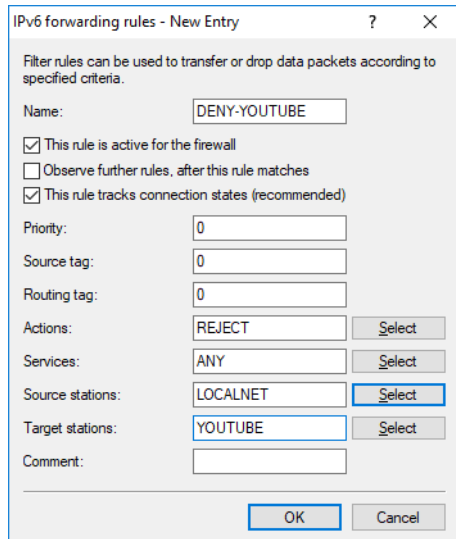 IPv6 forwarding rules - New Entry ? ×
Filter rules can be used to transfer or drop data packets according to
specified criteria.
Name: DENY-YOUTUBE
This rule is active for the firewall
Observe further rules, after this rule matches
This rule tracks connection states (recommended)
Priority: 0
Source tag: 0
Routing tag: 0
Actions: REJECT Select
Services: ANY Select
Source stations: LOCALNET Select
Target stations: YOUTUBE Select
Comment:
OK Cancel